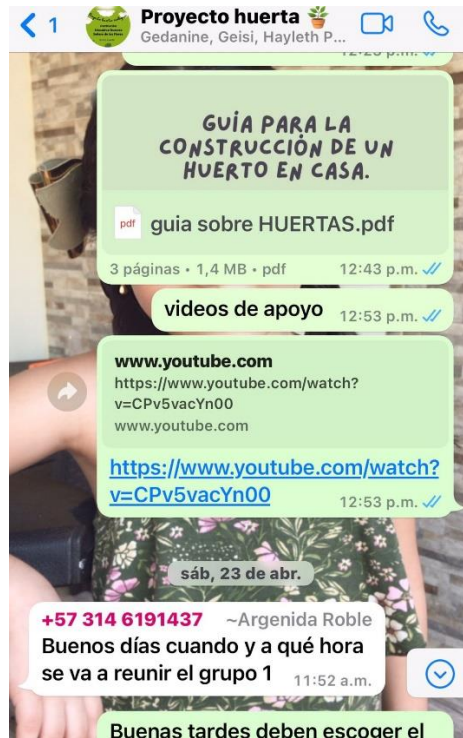 1
Proyecto huerta
Gedanine, Geisi, Hayleth P...
GUÍA PARA LA
CONSTRUCCIÓN DE UN
HUERTO EN CASA.
pdf
guia sobre HUERTAS.pdf
3 páginas • 1,4 MB • pdf
12:43 p.m.
videos de apoyo
12:53 p.m.
www.youtube.com
https://www.youtube.com/watch?
v=CPv5vacYn00
www.youtube.com
https://www.youtube.com/watch?
v=CPv5vacYn00
12:53 p.m.
sáb, 23 de abr.
+57 314 6191437 ~Argenida Roble
Buenos días cuando y a qué hora
se va a reunir el grupo 1
11:52 a.m.
Buenas tardes deben escoger el